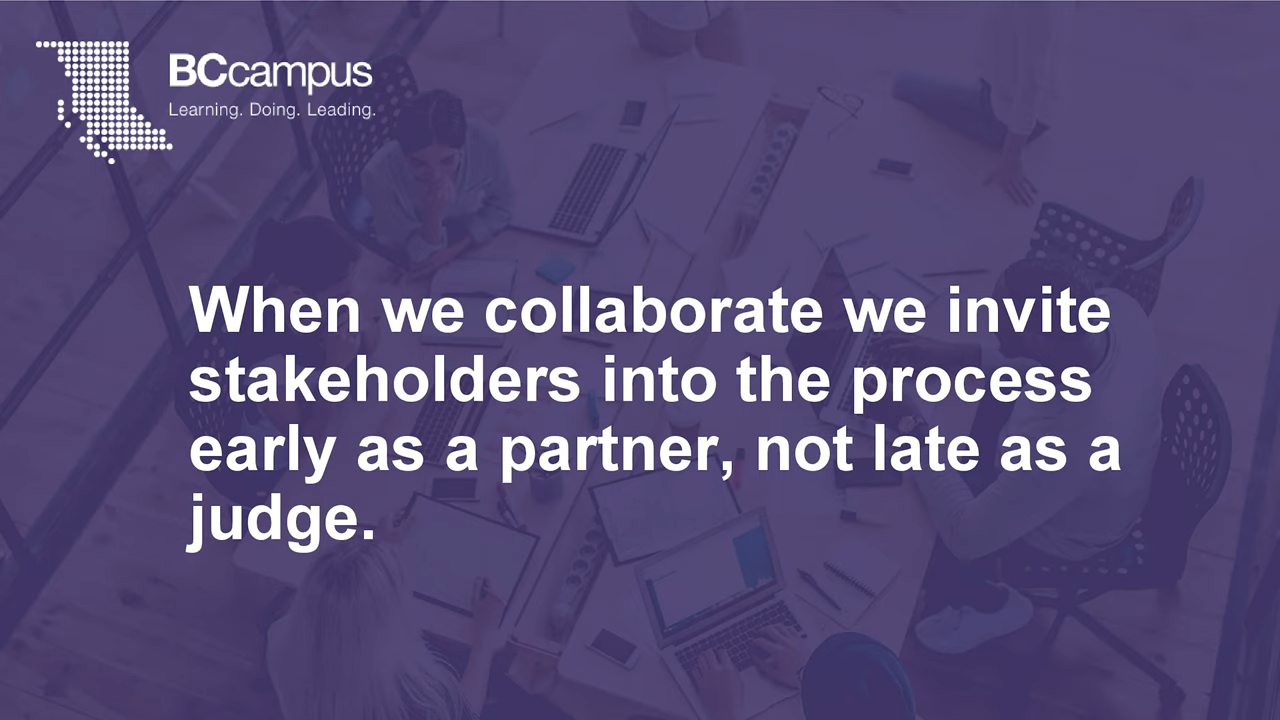 BCcampus
Learning. Doing. Leading.
When we collaborate we invite
stakeholders into the process
early as a partner, not late as a
judge.